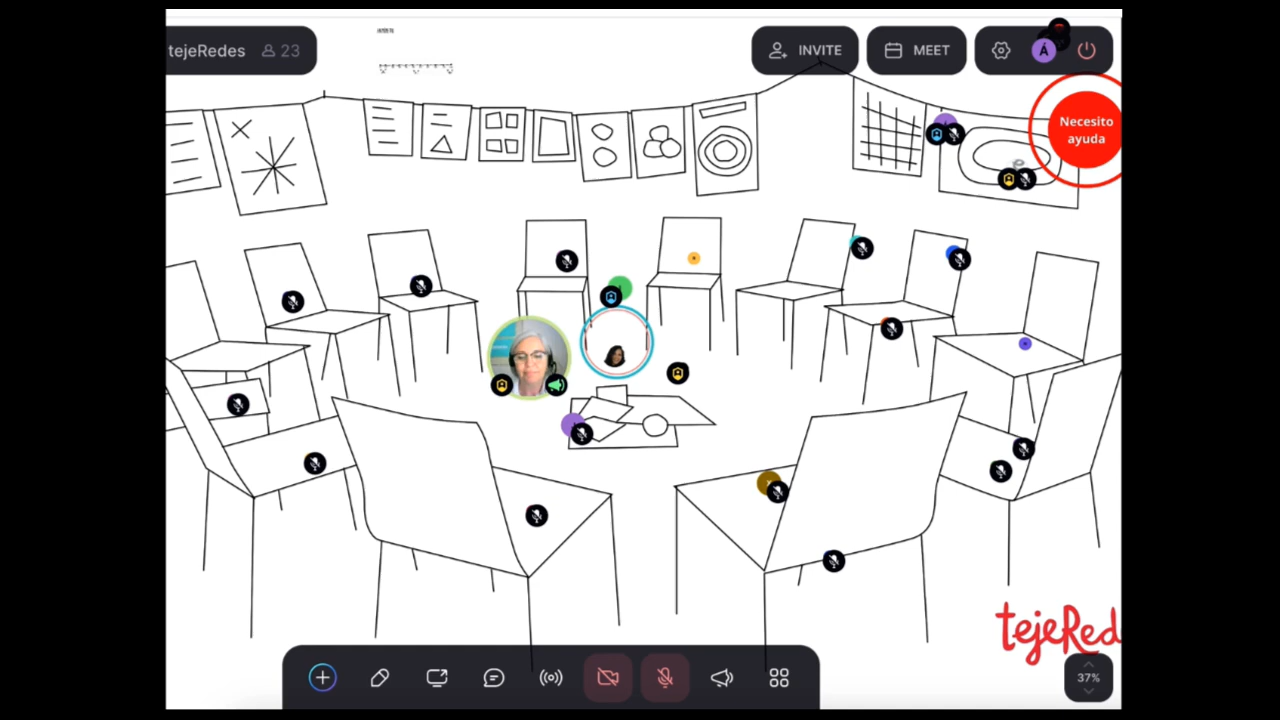 tejeRedes 23
INVITE
MEET
Á
Necesito
ayuda
tejeRed
37%